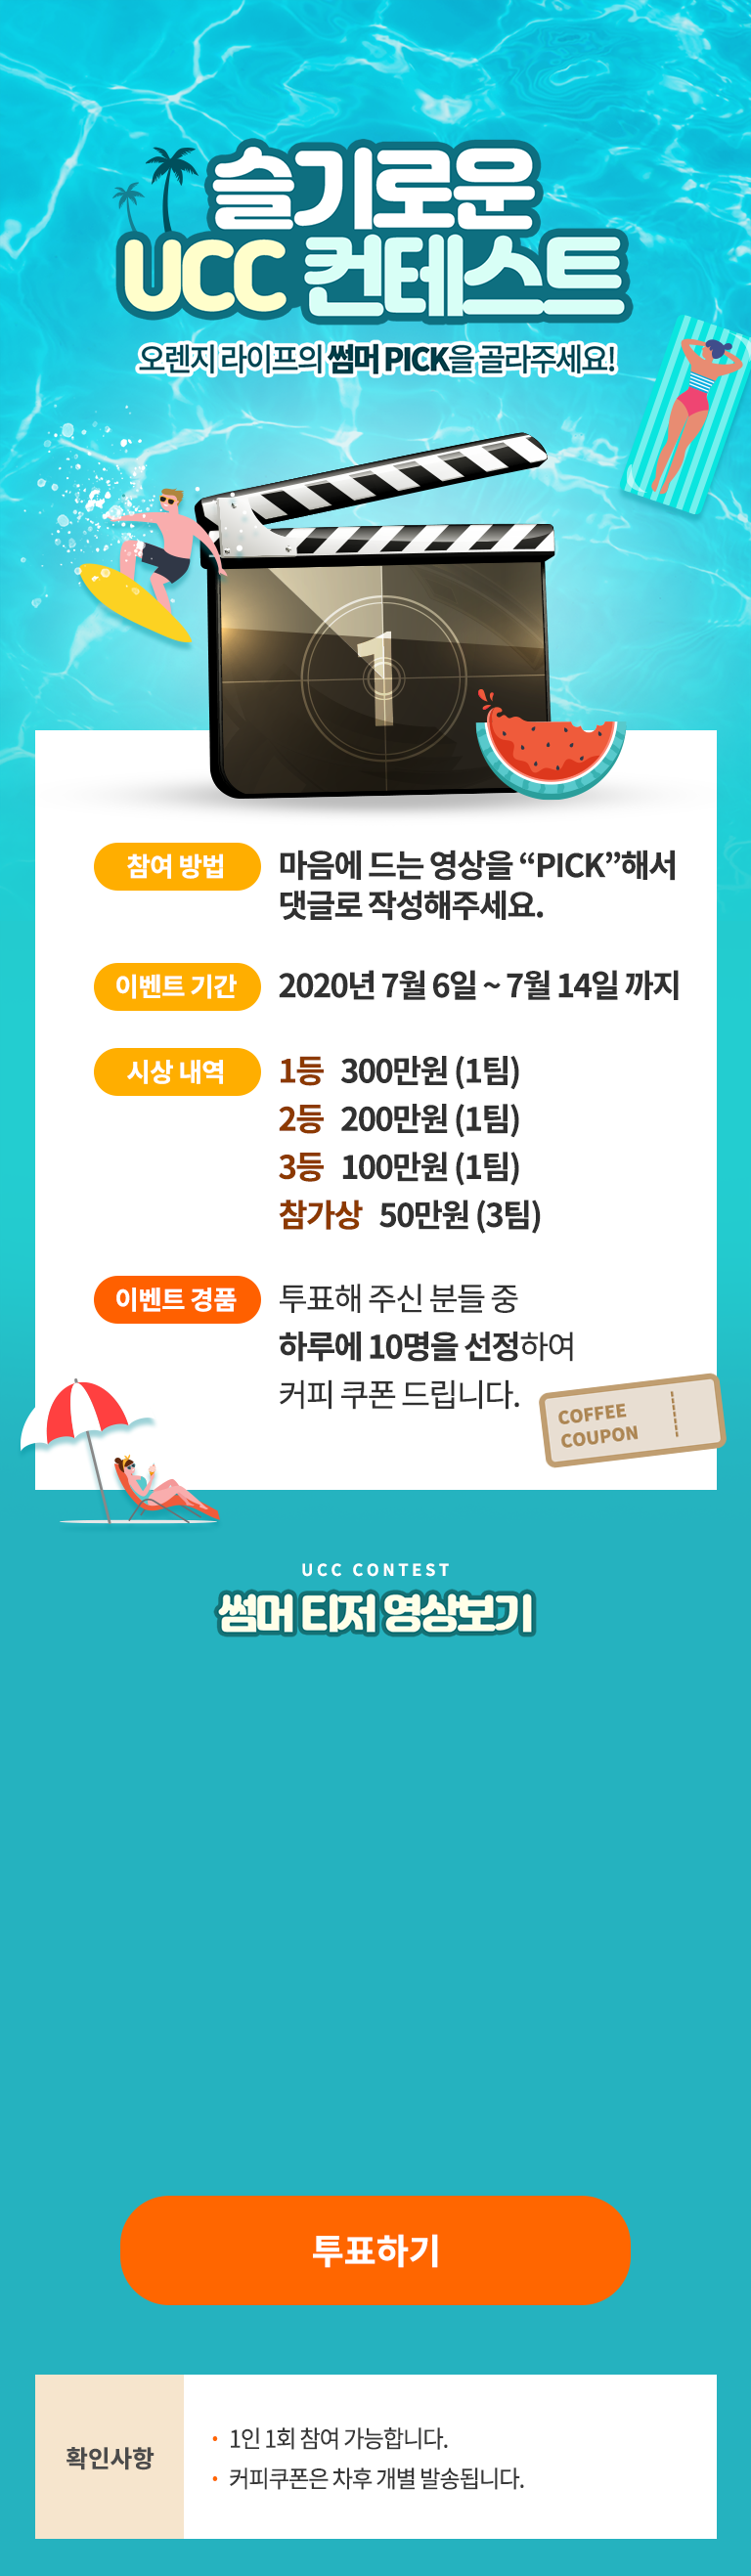 슬기로운
UCC 컨테스트
오렌지 라이프의 썸머 PICK을 골라주세요!
1
참여 방법
마음에 드는 영상을 “PICK”해서
댓글로 작성해주세요.
이벤트 기간
2020년 7월 6일 ~ 7월 14일 까지
시상 내역
1등 300만원 (1팀)
2등 200만원 (1팀)
3등 100만원 (1팀)
참가상 50만원 (3팀)
이벤트 경품
투표해 주신 분들 중
하루에 10명을 선정하여
커피 쿠폰 드립니다.
COFFEE
COUPON
UCC CONTEST
썸머 티저 영상보기
투표하기
확인사항
• 1인 1회 참여 가능합니다.
• 커피쿠폰은 차후 개별 발송됩니다.